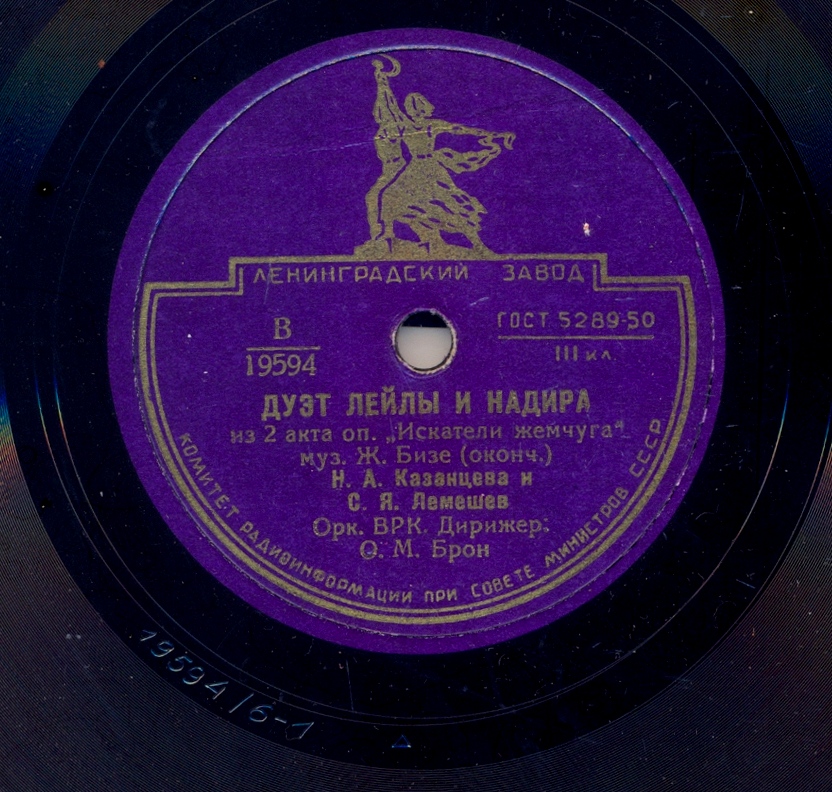 ЛЕНИНГРАДСКИЙ ЗАВОД
В
19594
ГОСТ 5289-50
III кл.
ДУЭТ ЛЕЙЛЫ И НАДИРА
из 2 акта оп. „Искатели жемчуга“
муз. Ж. Бизе (оконч.)
Н. А. Казанцева и
С. Я. Лемешев
Орк. ВРК. Дирижер:
О. М. Брон
КОМИТЕТ РАДИОИНФОРМАЦИИ ПРИ СОВЕТЕ МИНИСТРОВ СССР
19594/6-1